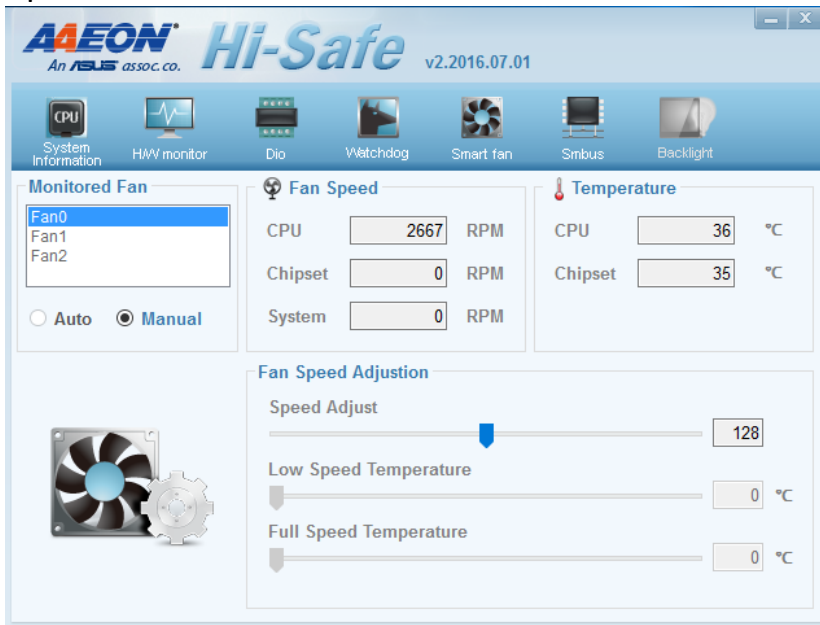 AAEON
An ASUS assoc. co.
Hi-Safe v2.2016.07.01
CPU
System Information
H/W monitor
Dio
Watchdog
Smart fan
Smbus
Backlight
Monitored Fan
Fan0
Fan1
Fan2
Auto Manual
Fan Speed
CPU 2667 RPM
Chipset 0 RPM
System 0 RPM
Temperature
CPU 36 °C
Chipset 35 °C
Fan Speed Adjustion
Speed Adjust
128
Low Speed Temperature
0 °C
Full Speed Temperature
0 °C